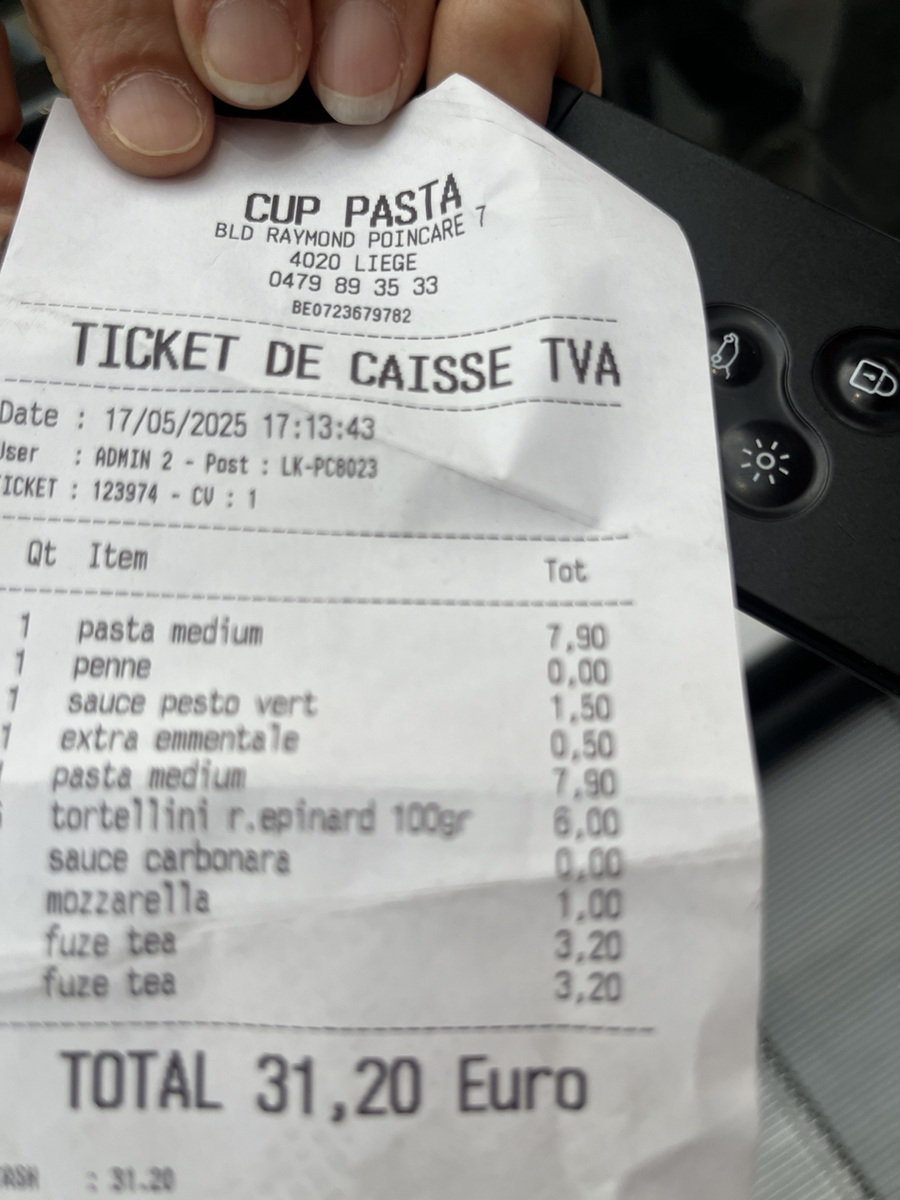 CUP PASTA
BLD RAYMOND POINCARE 7
4020 LIEGE
0479 89 35 33
BE0723679782
TICKET DE CAISSE TVA
Date : 17/05/2025 17:13:43
User : ADMIN 2 - Post : LK-PC8023
TICKET : 123974 - CV : 1
Qt Item Tot
1 pasta medium 7,90
1 penne 0,00
1 sauce pesto vert 1,50
1 extra emmentale 0,50
pasta medium 7,90
tortellini r.epinard 100gr 6,00
sauce carbonara 0,00
mozzarella 1,00
fuze tea 3,20
fuze tea 3,20
TOTAL 31,20 Euro
CASH : 31.20